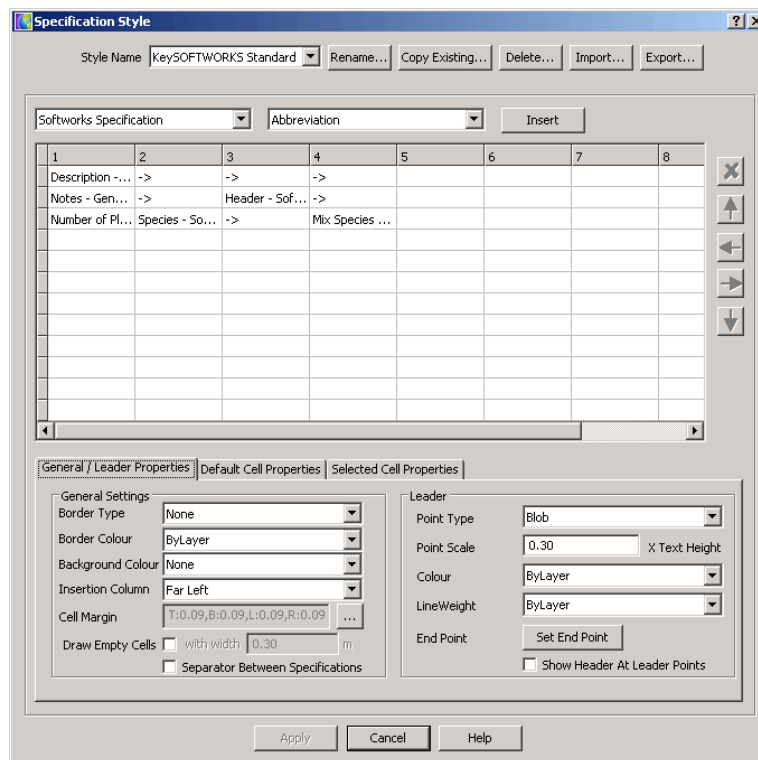 Specification Style
Style Name KeySOFTWORKS Standard Rename... Copy Existing... Delete... Import... Export...
Softworks Specification Abbreviation Insert
1 2 3 4 5 6 7 8
Description -... -> -> ->
Notes - Gen... -> Header - Sof... ->
Number of Pl... Species - So... -> Mix Species ...
General / Leader Properties Default Cell Properties Selected Cell Properties
General Settings
Border Type None
Border Colour ByLayer
Background Colour None
Insertion Column Far Left
Cell Margin T:0.09,B:0.09,L:0.09,R:0.09 ...
Draw Empty Cells with width 0.30 m
Separator Between Specifications
Leader
Point Type Blob
Point Scale 0.30 X Text Height
Colour ByLayer
LineWeight ByLayer
End Point Set End Point
Show Header At Leader Points
Apply Cancel Help